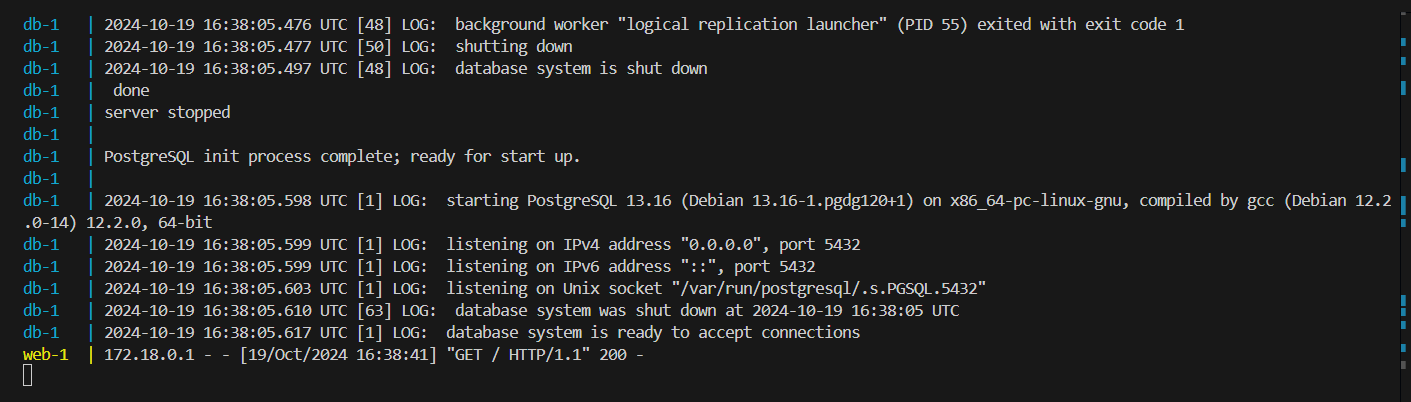 db-1   | 2024-10-19 16:38:05.476 UTC [48] LOG:  background worker "logical replication launcher" (PID 55) exited with exit code 1
db-1   | 2024-10-19 16:38:05.477 UTC [50] LOG:  shutting down
db-1   | 2024-10-19 16:38:05.497 UTC [48] LOG:  database system is shut down
db-1   |  done
db-1   | server stopped
db-1   |
db-1   | PostgreSQL init process complete; ready for start up.
db-1   |
db-1   | 2024-10-19 16:38:05.598 UTC [1] LOG:  starting PostgreSQL 13.16 (Debian 13.16-1.pgdg120+1) on x86_64-pc-linux-gnu, compiled by gcc (Debian 12.2
.0-14) 12.2.0, 64-bit
db-1   | 2024-10-19 16:38:05.599 UTC [1] LOG:  listening on IPv4 address "0.0.0.0", port 5432
db-1   | 2024-10-19 16:38:05.599 UTC [1] LOG:  listening on IPv6 address "::", port 5432
db-1   | 2024-10-19 16:38:05.603 UTC [1] LOG:  listening on Unix socket "/var/run/postgresql/.s.PGSQL.5432"
db-1   | 2024-10-19 16:38:05.610 UTC [63] LOG:  database system was shut down at 2024-10-19 16:38:05 UTC
db-1   | 2024-10-19 16:38:05.617 UTC [1] LOG:  database system is ready to accept connections
web-1  | 172.18.0.1 - - [19/Oct/2024 16:38:41] "GET / HTTP/1.1" 200 -